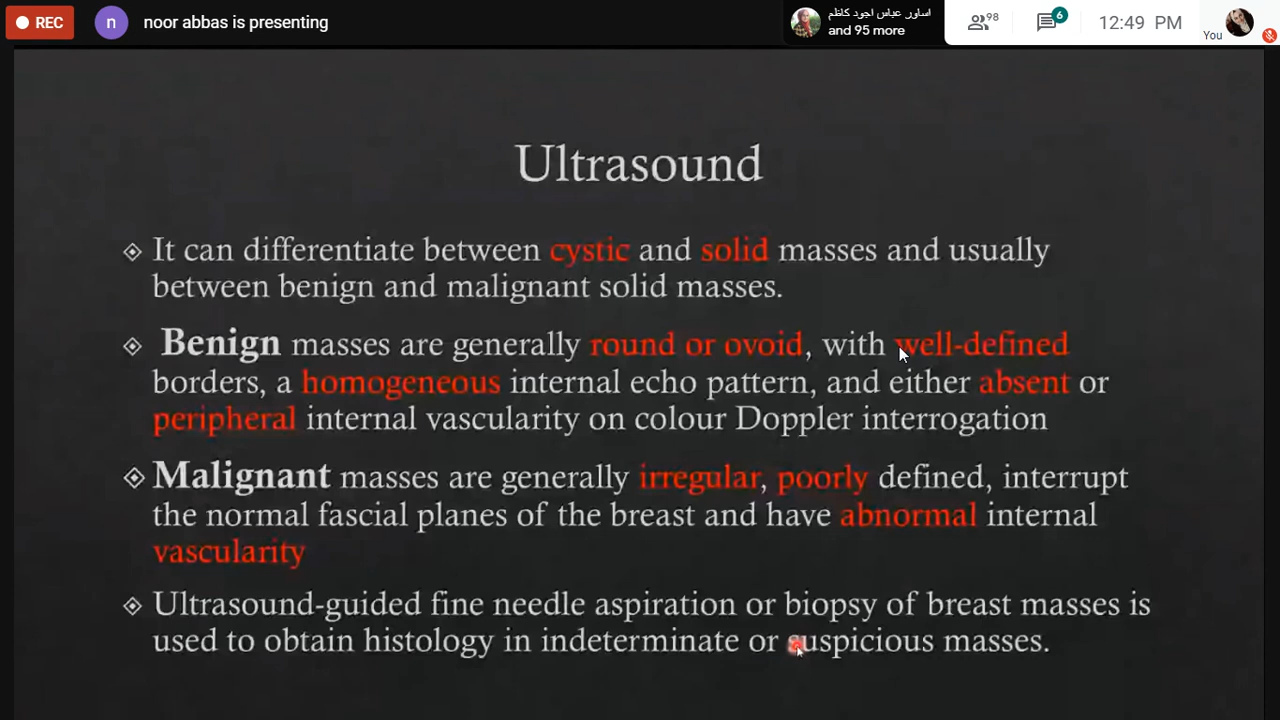 REC
n
noor abbas is presenting
اساور عباس اجود كاظم
and 95 more
98
6
12:49 PM
You
Ultrasound
It can differentiate between cystic and solid masses and usually
between benign and malignant solid masses.
Benign masses are generally round or ovoid, with well-defined
borders, a homogeneous internal echo pattern, and either absent or
peripheral internal vascularity on colour Doppler interrogation
Malignant masses are generally irregular, poorly defined, interrupt
the normal fascial planes of the breast and have abnormal internal
vascularity
Ultrasound-guided fine needle aspiration or biopsy of breast masses is
used to obtain histology in indeterminate or suspicious masses.